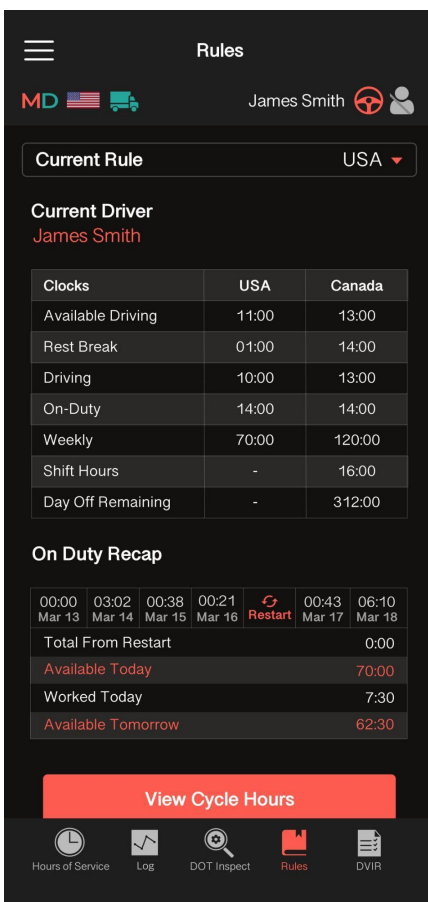 Rules
MD James Smith
Current Rule USA
Current Driver
James Smith
Clocks USA Canada
Available Driving 11:00 13:00
Rest Break 01:00 14:00
Driving 10:00 13:00
On-Duty 14:00 14:00
Weekly 70:00 120:00
Shift Hours - 16:00
Day Off Remaining - 312:00
On Duty Recap
00:00 03:02 00:38 00:21 00:43 06:10
Mar 13 Mar 14 Mar 15 Mar 16 Restart Mar 17 Mar 18
Total From Restart 0:00
Available Today 70:00
Worked Today 7:30
Available Tomorrow 62:30
View Cycle Hours
Hours of Service Log DOT Inspect Rules DVIR